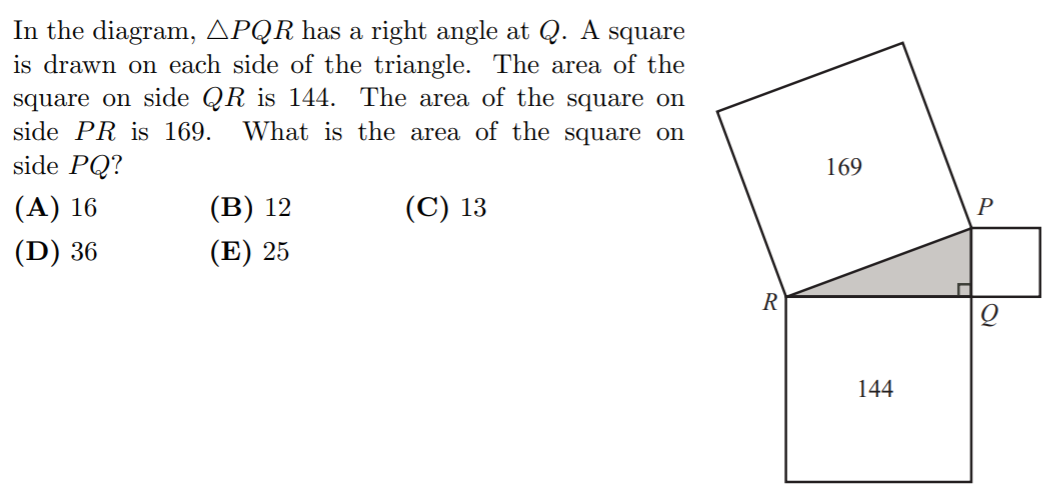 In the diagram, △PQR has a right angle at Q. A square
is drawn on each side of the triangle. The area of the
square on side QR is 144. The area of the square on
side PR is 169. What is the area of the square on
side PQ?
(A) 16 (B) 12 (C) 13
(D) 36 (E) 25
169
P
R
Q
144